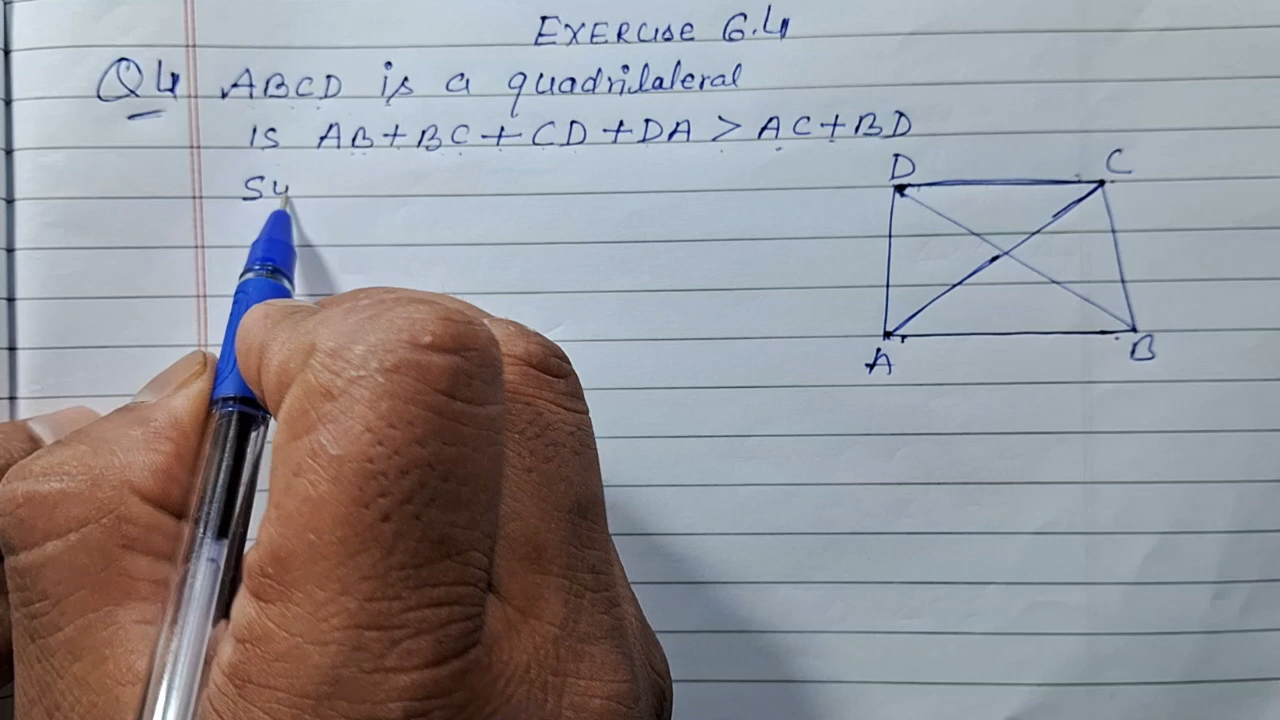 EXERCISE 6.4
Q4 ABCD is a quadrilateral
IS AB+BC+CD+DA > AC+BD
D C
A B